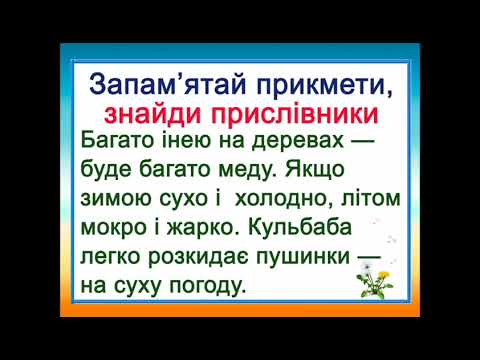 Запам’ятай прикмети,
знайди прислівники
Багато інею на деревах —
буде багато меду. Якщо
зимою сухо і холодно, літом
мокро і жарко. Кульбаба
легко розкидає пушинки —
на суху погоду.